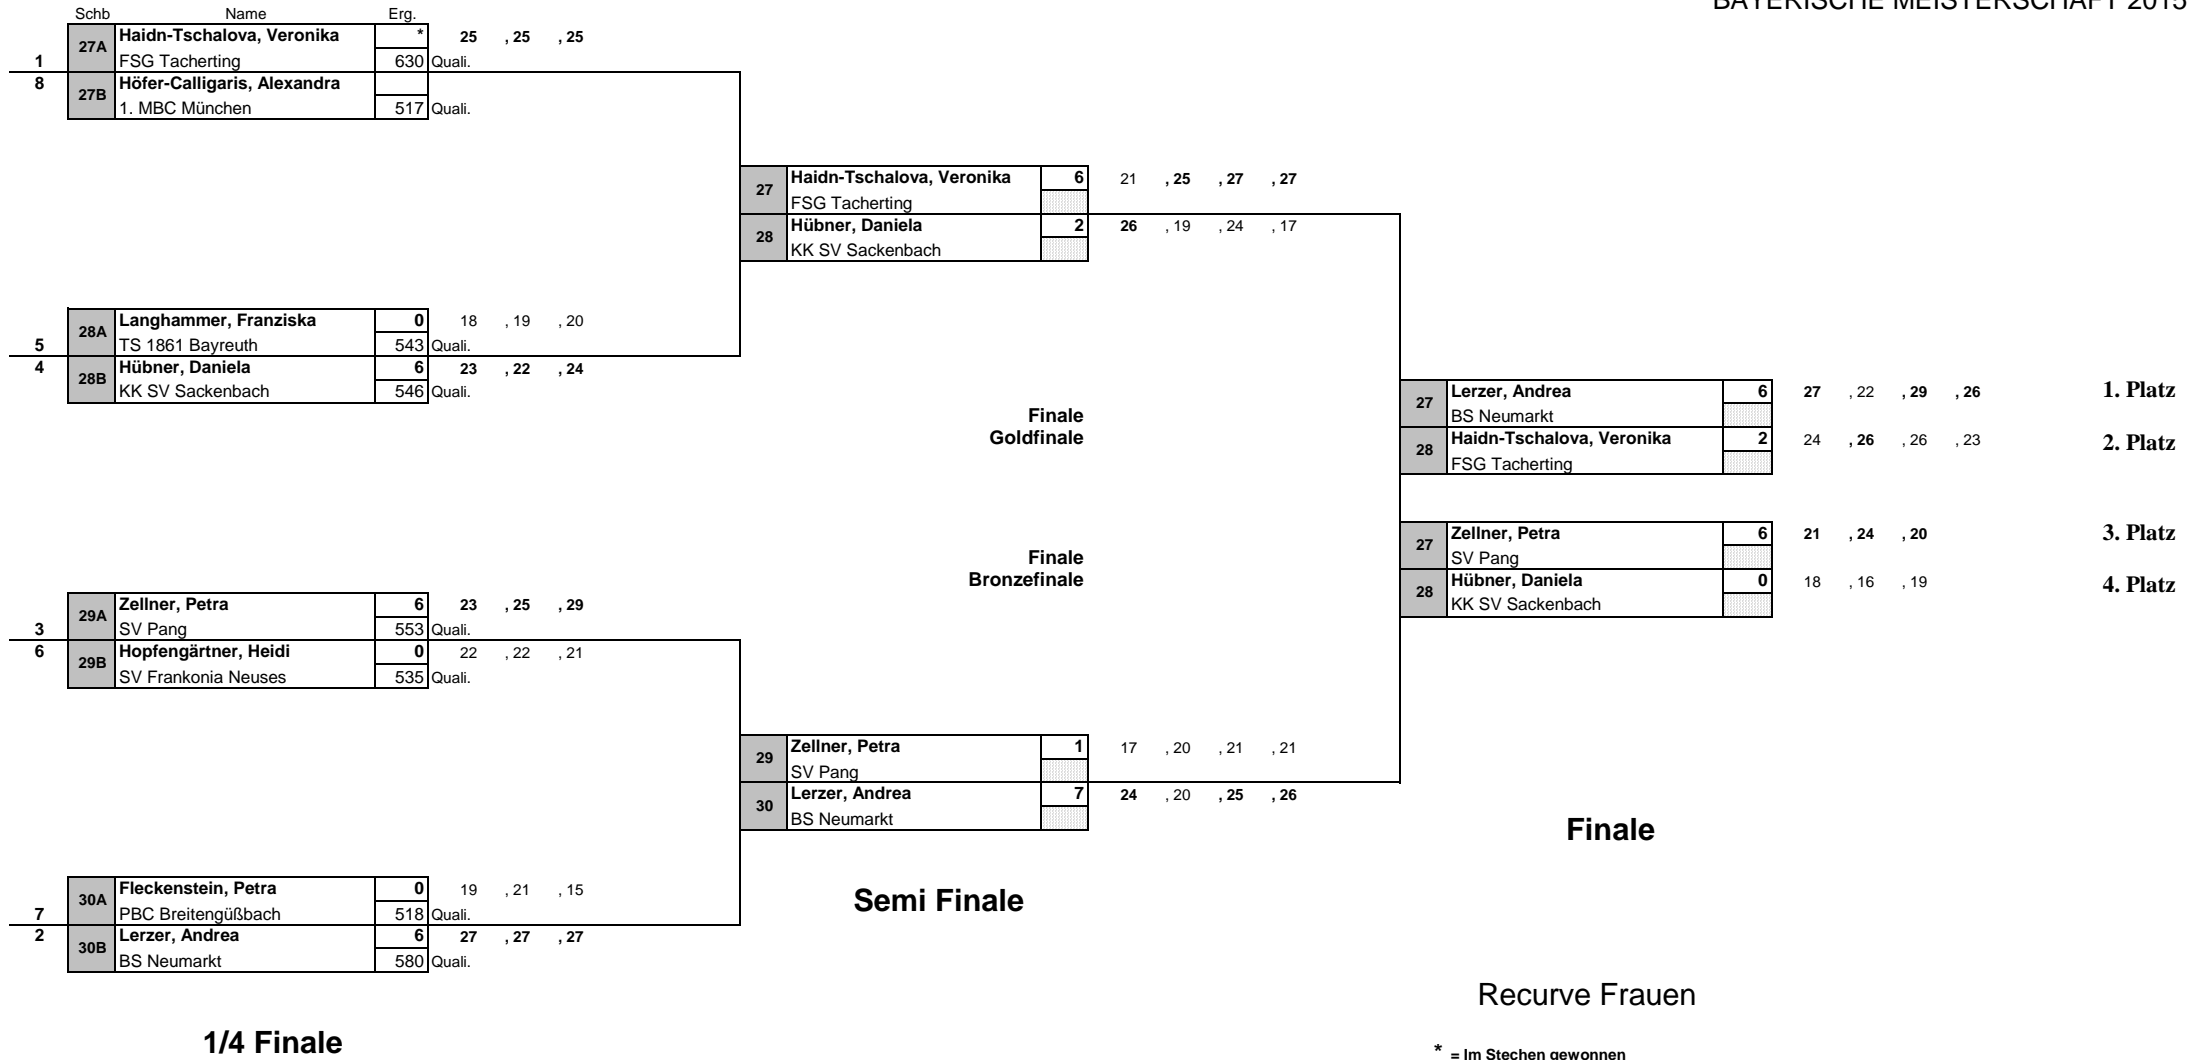 BAYERISCHE MEISTERSCHAFT 2015
Schb Name Erg.
27A Haidn-Tschalova, Veronika * 25 , 25 , 25
1 FSG Tacherting 630 Quali.
8 27B Höfer-Calligaris, Alexandra
1. MBC München 517 Quali.
27 Haidn-Tschalova, Veronika 6 21 , 25 , 27 , 27
FSG Tacherting
28 Hübner, Daniela 2 26 , 19 , 24 , 17
KK SV Sackenbach
28A Langhammer, Franziska 0 18 , 19 , 20
5 TS 1861 Bayreuth 543 Quali.
4 28B Hübner, Daniela 6 23 , 22 , 24
KK SV Sackenbach 546 Quali.
Finale
Goldfinale
27 Lerzer, Andrea 6 27 , 22 , 29 , 26 1. Platz
BS Neumarkt
28 Haidn-Tschalova, Veronika 2 24 , 26 , 26 , 23 2. Platz
FSG Tacherting
Finale
Bronzefinale
27 Zellner, Petra 6 21 , 24 , 20 3. Platz
SV Pang
28 Hübner, Daniela 0 18 , 16 , 19 4. Platz
KK SV Sackenbach
29A Zellner, Petra 6 23 , 25 , 29
3 SV Pang 553 Quali.
6 29B Hopfengärtner, Heidi 0 22 , 22 , 21
SV Frankonia Neuses 535 Quali.
29 Zellner, Petra 1 17 , 20 , 21 , 21
SV Pang
30 Lerzer, Andrea 7 24 , 20 , 25 , 26
BS Neumarkt
Finale
30A Fleckenstein, Petra 0 19 , 21 , 15
7 PBC Breitengüßbach 518 Quali.
2 30B Lerzer, Andrea 6 27 , 27 , 27
BS Neumarkt 580 Quali.
Semi Finale
Recurve Frauen
1/4 Finale
* = Im Stechen gewonnen